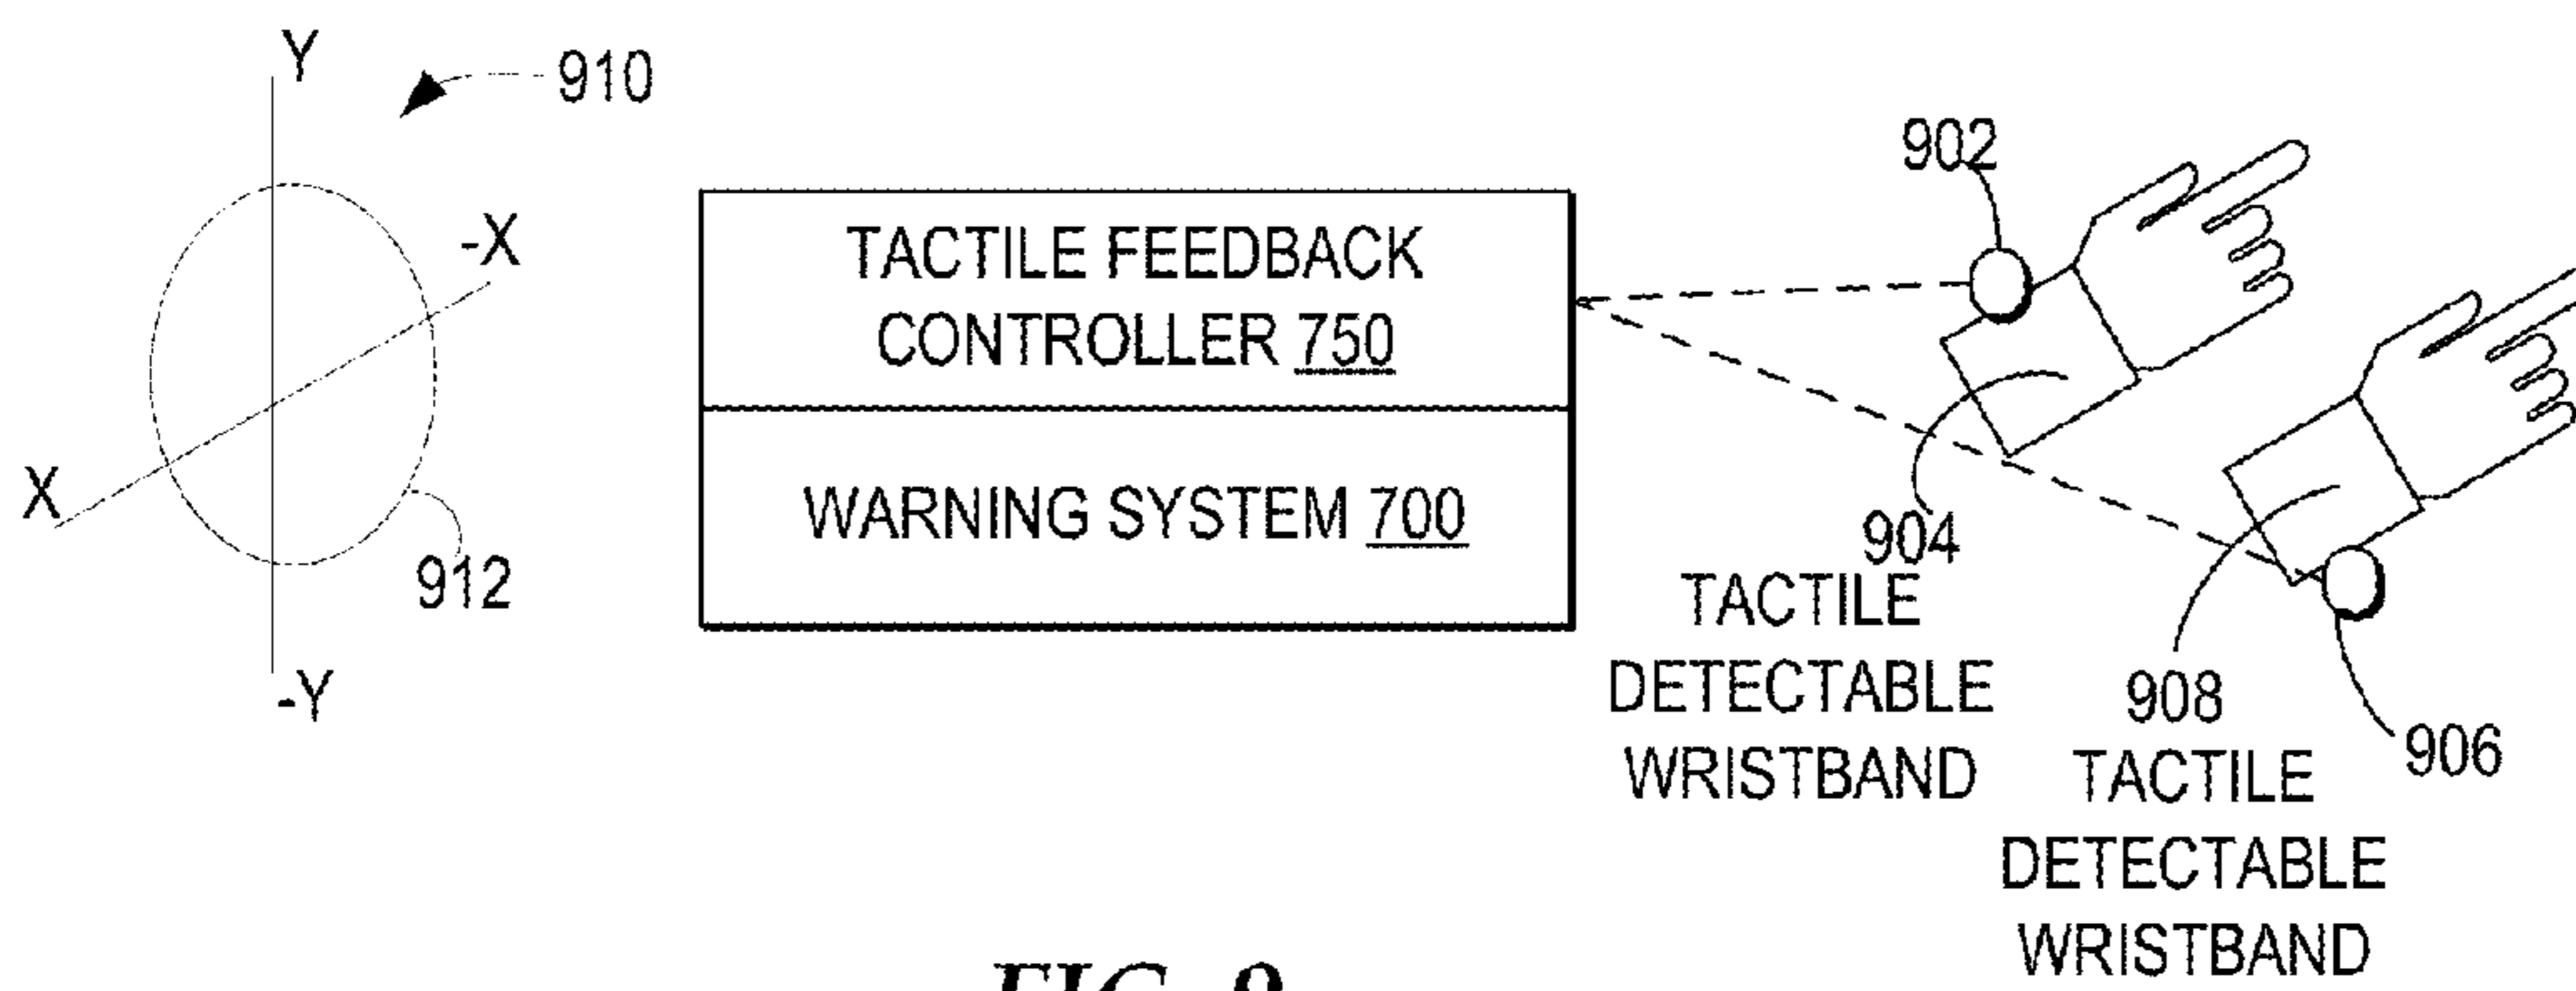 Y
910
-X
X
912
-Y
TACTILE FEEDBACK
CONTROLLER 750
WARNING SYSTEM 700
902
904
TACTILE
DETECTABLE
WRISTBAND
908
TACTILE
DETECTABLE
WRISTBAND
906